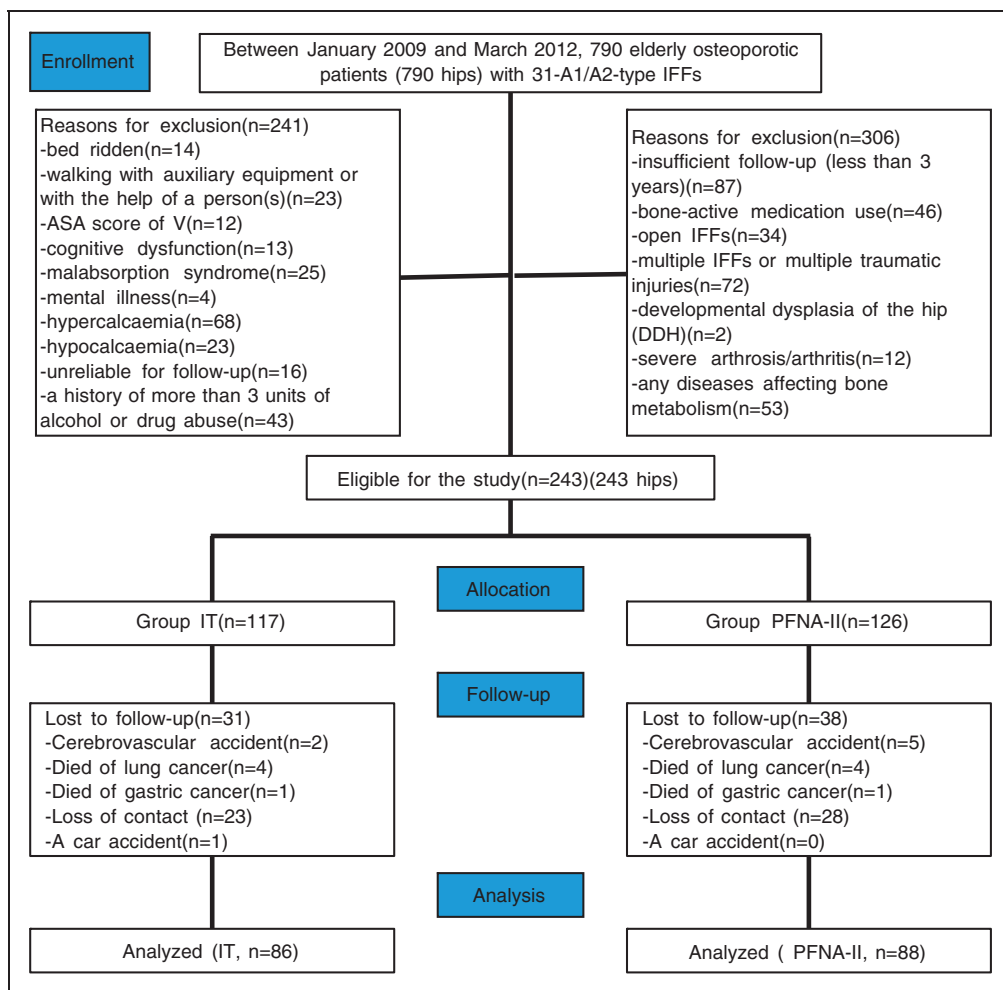 Enrollment
Between January 2009 and March 2012, 790 elderly osteoporotic
patients (790 hips) with 31-A1/A2-type IFFs
Reasons for exclusion(n=241)
-bed ridden(n=14)
-walking with auxiliary equipment or
with the help of a person(s)(n=23)
-ASA score of V(n=12)
-cognitive dysfunction(n=13)
-malabsorption syndrome(n=25)
-mental illness(n=4)
-hypercalcaemia(n=68)
-hypocalcaemia(n=23)
-unreliable for follow-up(n=16)
-a history of more than 3 units of
alcohol or drug abuse(n=43)
Reasons for exclusion(n=306)
-insufficient follow-up (less than 3
years)(n=87)
-bone-active medication use(n=46)
-open IFFs(n=34)
-multiple IFFs or multiple traumatic
injuries(n=72)
-developmental dysplasia of the hip
(DDH)(n=2)
-severe arthrosis/arthritis(n=12)
-any diseases affecting bone
metabolism(n=53)
Eligible for the study(n=243)(243 hips)
Allocation
Group IT(n=117)
Group PFNA-II(n=126)
Follow-up
Lost to follow-up(n=31)
-Cerebrovascular accident(n=2)
-Died of lung cancer(n=4)
-Died of gastric cancer(n=1)
-Loss of contact (n=23)
-A car accident(n=1)
Lost to follow-up(n=38)
-Cerebrovascular accident(n=5)
-Died of lung cancer(n=4)
-Died of gastric cancer(n=1)
-Loss of contact(n=28)
-A car accident(n=0)
Analysis
Analyzed (IT, n=86)
Analyzed ( PFNA-II, n=88)